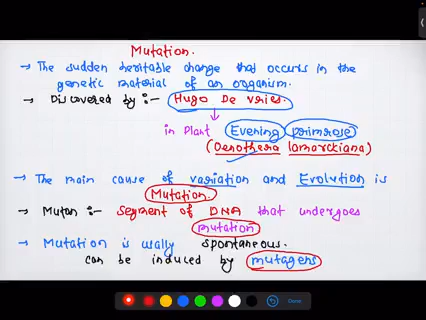 Mutation.
→ The sudden heritable change that occurs in the
genetic material of an organism.
→ Discovered by :- Hugo De vries.
in Plant Evening primrose
(Oenothera lamarckiana)
→ The main cause of variation and Evolution is
Mutation.
→ Mutan :- Segment of DNA that undergoes
mutation
→ Mutation is usally spontaneous.
can be induced by mutagens
Done